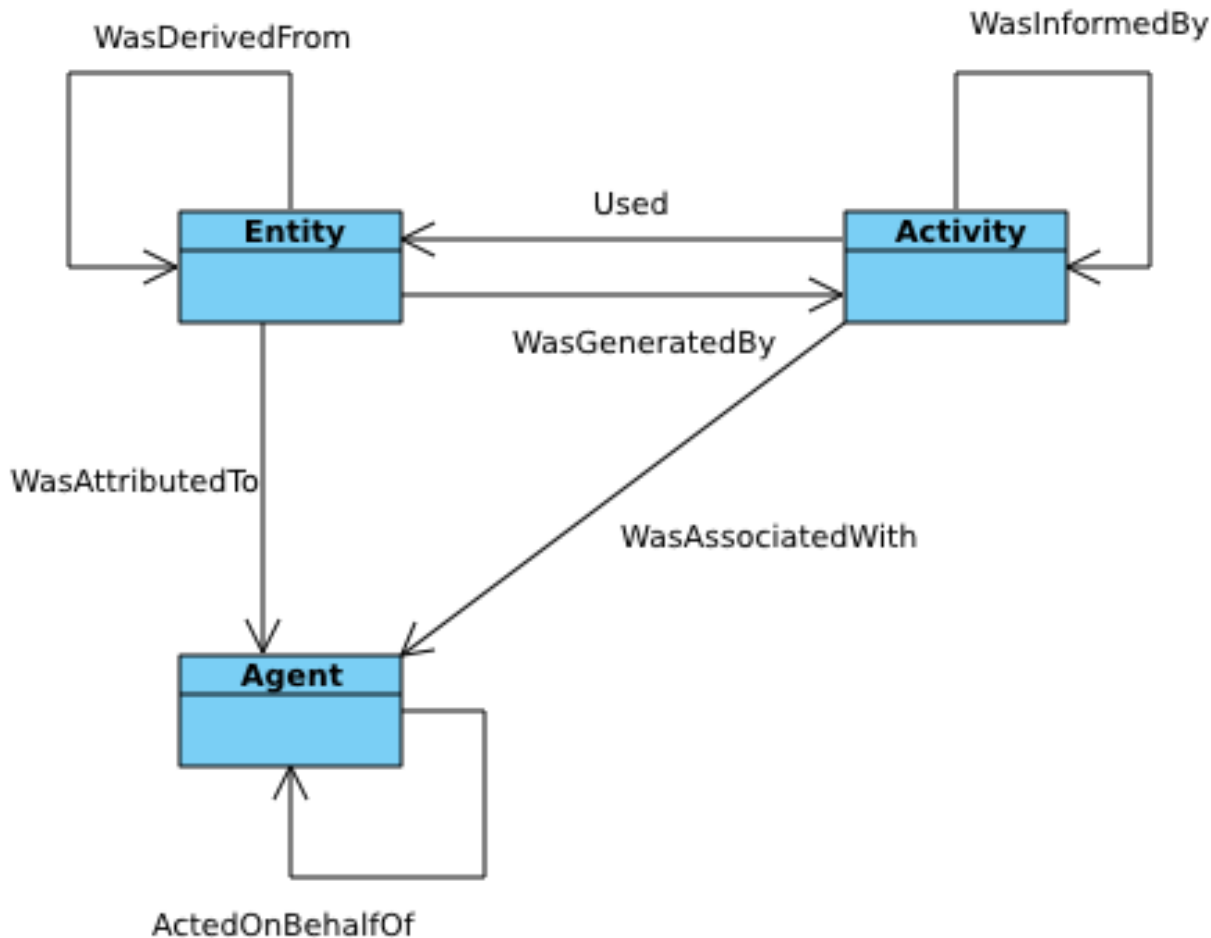 WasInformedBy
WasDerivedFrom
Used
Entity
Activity
WasGeneratedBy
WasAttributedTo
WasAssociatedWith
Agent
ActedOnBehalfOf